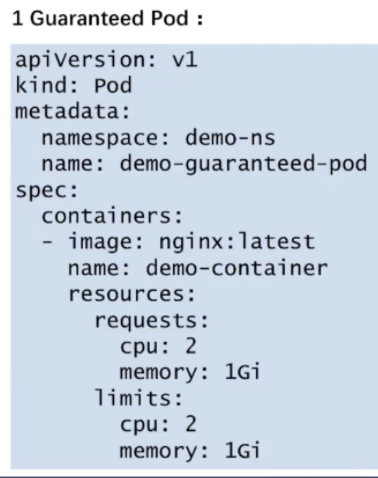 1 Guaranteed Pod：
apiVersion: v1
kind: Pod
metadata:
  namespace: demo-ns
  name: demo-guaranteed-pod
spec:
  containers:
  - image: nginx:latest
    name: demo-container
    resources:
      requests:
        cpu: 2
        memory: 1Gi
      limits:
        cpu: 2
        memory: 1Gi